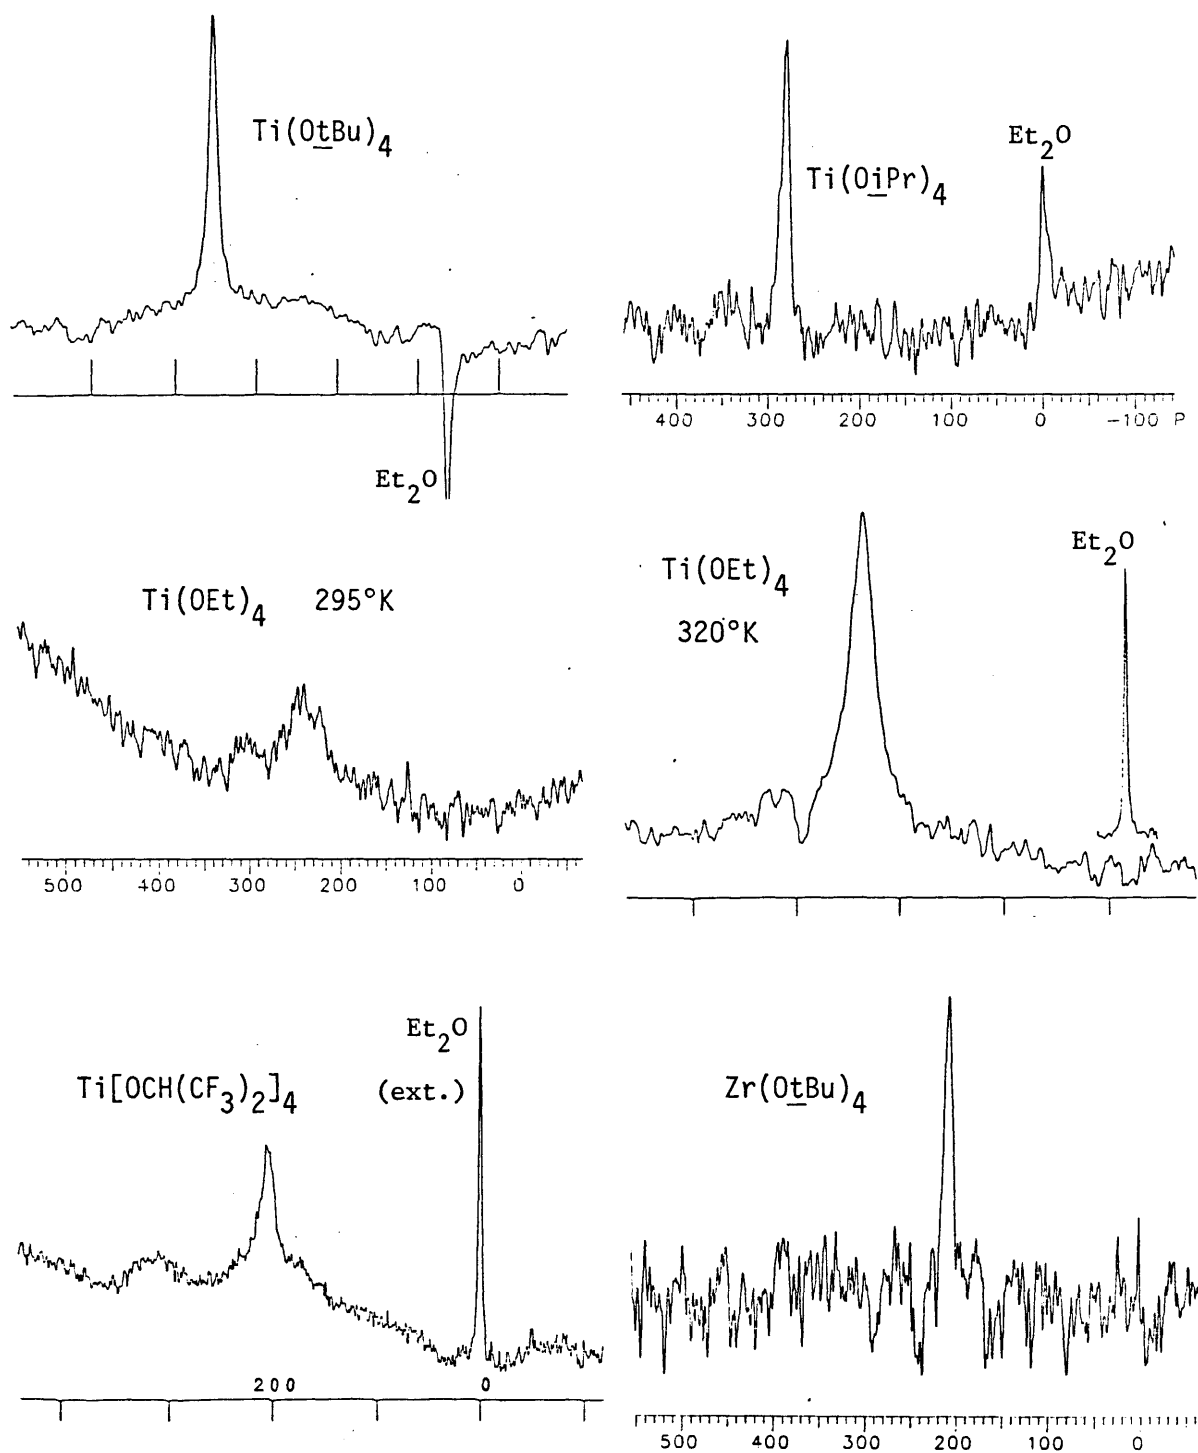 Ti(OtBu)4
Et2O
Ti(OiPr)4
Et2O
400 300 200 100 0 -100 P
Ti(OEt)4 295°K
500 400 300 200 100 0
Ti(OEt)4
320°K
Et2O
Ti[OCH(CF3)2]4
Et2O
(ext.)
200 0
Zr(OtBu)4
500 400 300 200 100 0